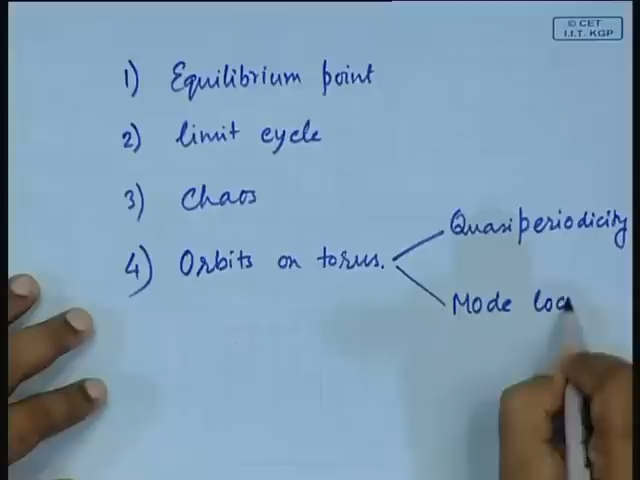 © CET
I.I.T. KGP
1) Equilibrium point
2) limit cycle
3) Chaos
4) Orbits on torus.
Quasiperiodicity
Mode loc